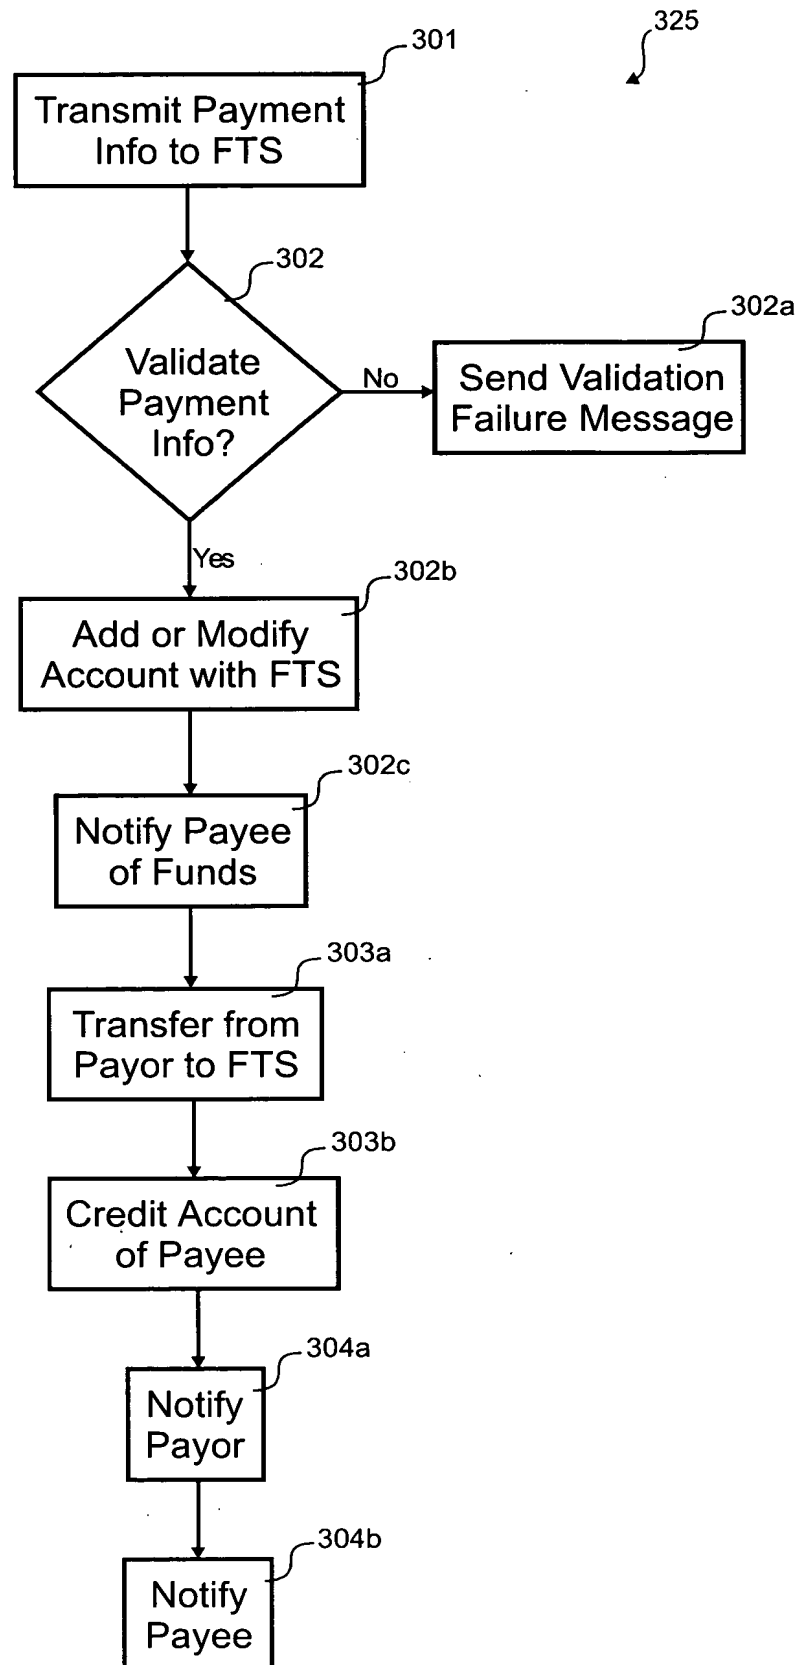 325
301
Transmit Payment
Info to FTS
302
Validate
Payment
Info?
No
302a
Send Validation
Failure Message
Yes
302b
Add or Modify
Account with FTS
302c
Notify Payee
of Funds
303a
Transfer from
Payor to FTS
303b
Credit Account
of Payee
304a
Notify
Payor
304b
Notify
Payee